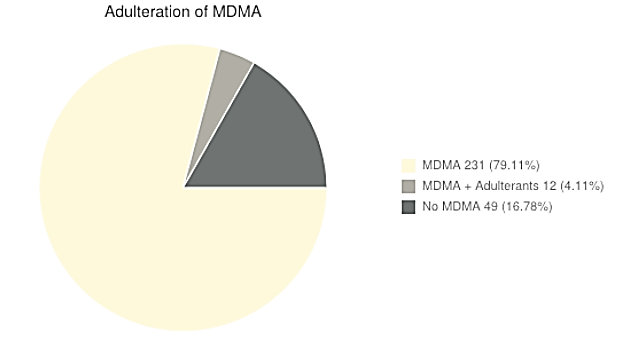 Adulteration of MDMA
MDMA 231 (79.11%)
MDMA + Adulterants 12 (4.11%)
No MDMA 49 (16.78%)